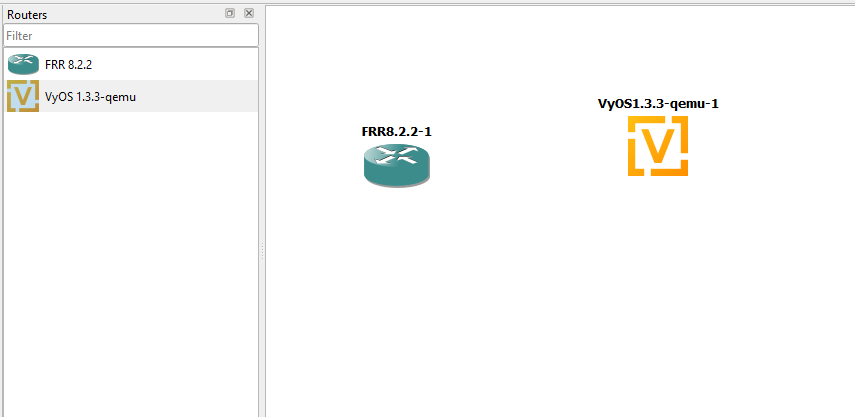 Routers
Filter
FRR 8.2.2
VyOS 1.3.3-qemu
VyOS1.3.3-qemu-1
FRR8.2.2-1